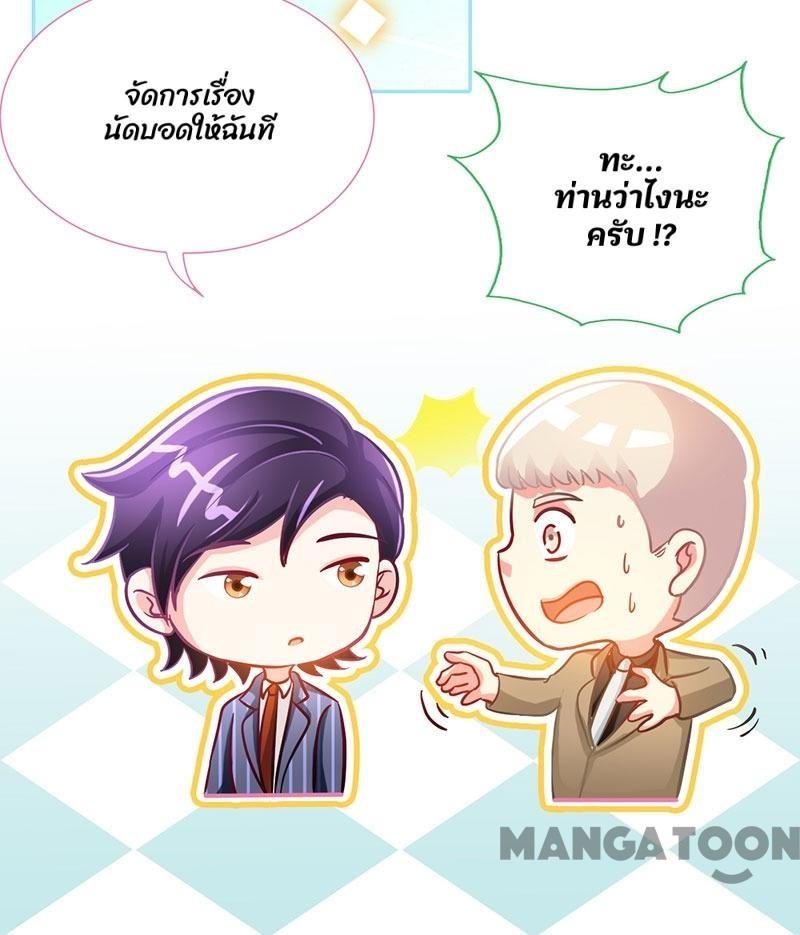 จัดการเรื่อง
นัดบอดให้ฉันที
ทะ...
ท่านว่าไงนะ
ครับ !?
MANGATOON